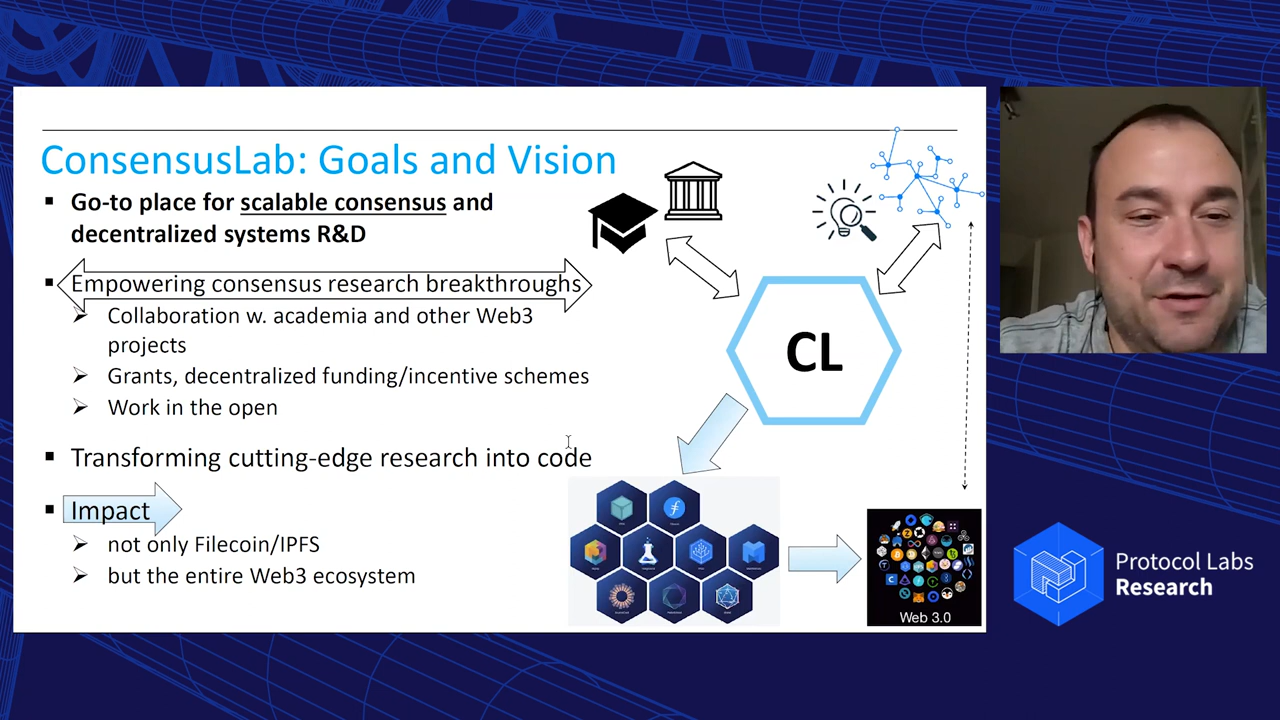 ConsensusLab: Goals and Vision
Go-to place for scalable consensus and
decentralized systems R&D
Empowering consensus research breakthroughs
Collaboration w. academia and other Web3
projects
Grants, decentralized funding/incentive schemes
Work in the open
Transforming cutting-edge research into code
Impact
not only Filecoin/IPFS
but the entire Web3 ecosystem
CL
Web 3.0
Protocol Labs
Research